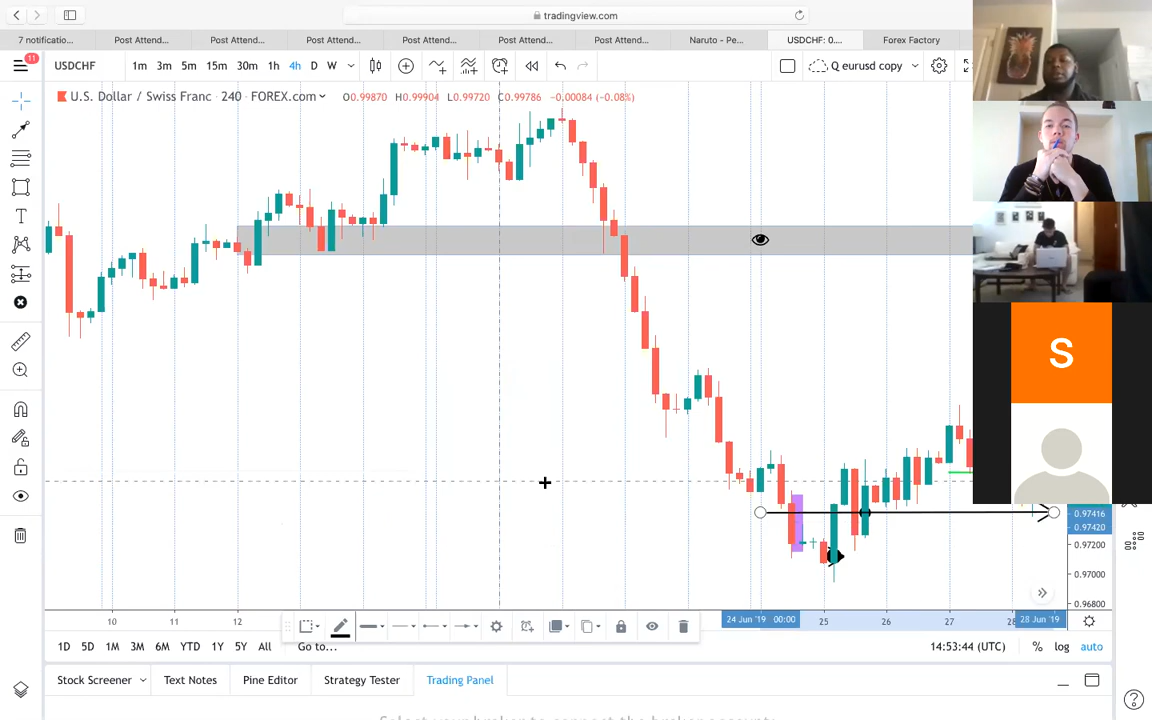 tradingview.com
7 notificatio... Post Attend... Post Attend... Post Attend... Post Attend... Post Attend... Post Attend... Naruto - Pe... USDCHF: 0.... Forex Factory
11
USDCHF 1m 3m 5m 15m 30m 1h 4h D W Q eurusd copy
U.S. Dollar / Swiss Franc · 240 · FOREX.com O0.99870 H0.99904 L0.99720 C0.99786 -0.00084 (-0.08%)
T
S
0.97416
0.97420
0.97200
0.97000
0.96800
10 11 12 24 Jun '19 00:00 25 26 27 28 28 Jun '19
1D 5D 1M 3M 6M YTD 1Y 5Y All Go to... 14:53:44 (UTC) % log auto
Stock Screener Text Notes Pine Editor Strategy Tester Trading Panel